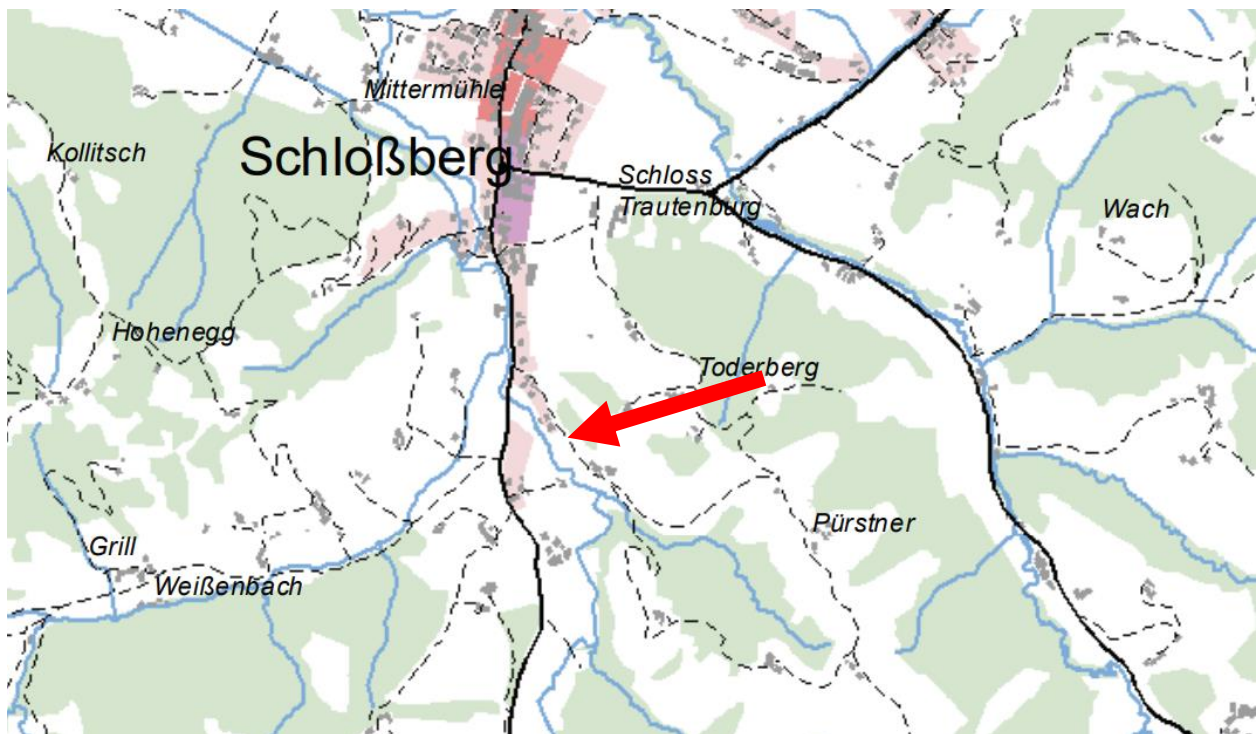 Mittermühle
Schloßberg
Kollitsch
Schloss
Trautenburg
Wach
Hohenegg
Toderberg
Pürstner
Grill
Weißenbach